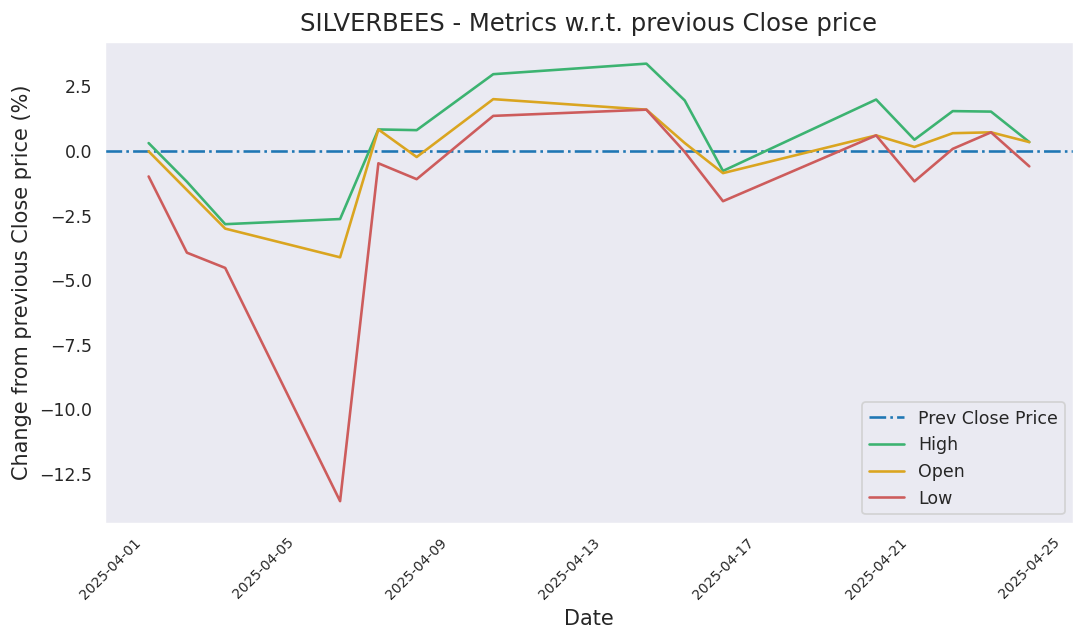 SILVERBEES - Metrics w.r.t. previous Close price
Change from previous Close price (%)
2.5
0.0
−2.5
−5.0
−7.5
−10.0
−12.5
Prev Close Price
High
Open
Low
2025-04-01
2025-04-05
2025-04-09
2025-04-13
2025-04-17
2025-04-21
2025-04-25
Date